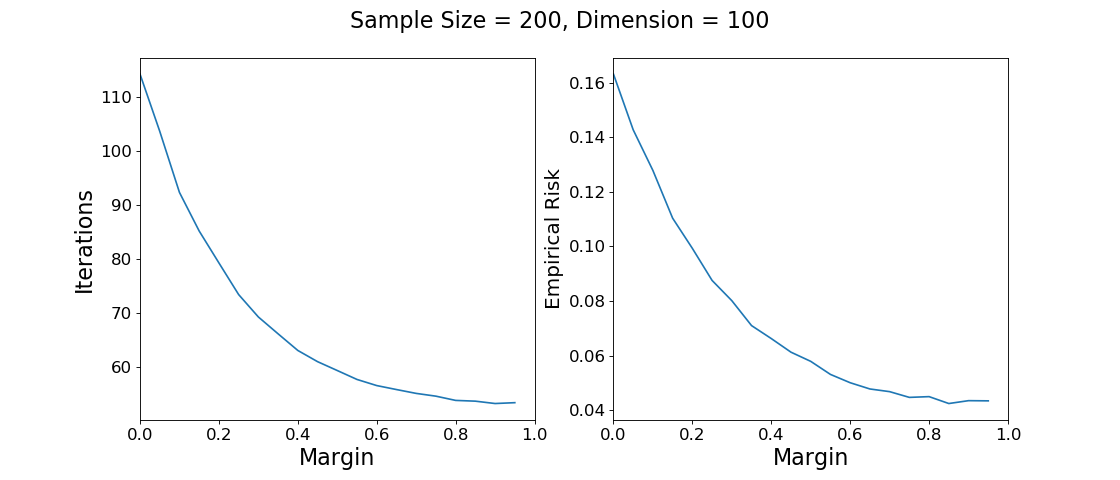 Sample Size = 200, Dimension = 100
Iterations
110
100
90
80
70
60
0.0 0.2 0.4 0.6 0.8 1.0
Margin
Empirical Risk
0.16
0.14
0.12
0.10
0.08
0.06
0.04
0.0 0.2 0.4 0.6 0.8 1.0
Margin